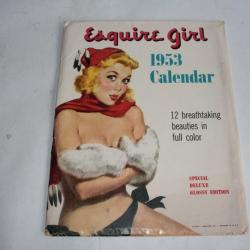 Esquire Girl
1953
Calendar
12 breathtaking
beauties in
full color
SPECIAL
DELUXE
GLOSSY EDITION